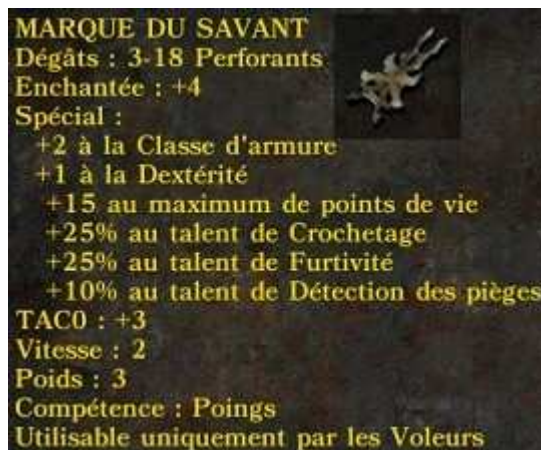 MARQUE DU SAVANT
Dégâts : 3-18 Perforants
Enchantée : +4
Spécial :
+2 à la Classe d'armure
+1 à la Dextérité
+15 au maximum de points de vie
+25% au talent de Crochetage
+25% au talent de Furtivité
+10% au talent de Détection des pièges
TAC0 : +3
Vitesse : 2
Poids : 3
Compétence : Poings
Utilisable uniquement par les Voleurs